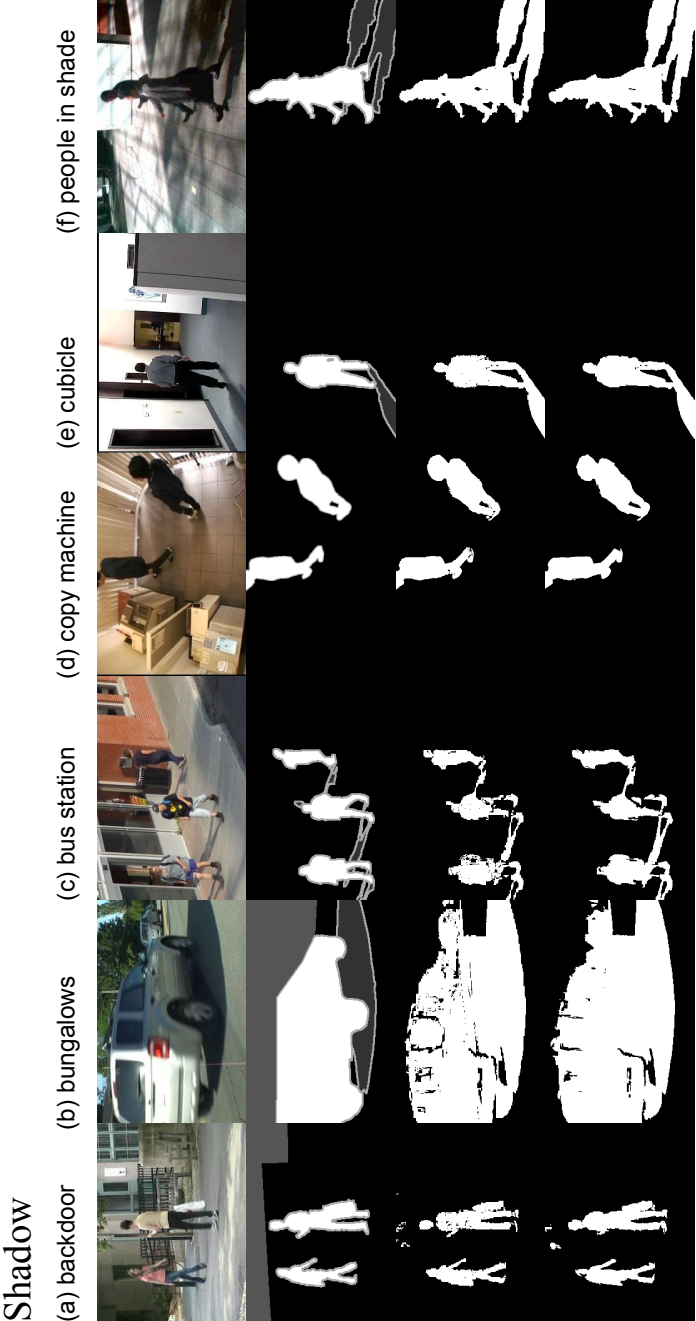 Shadow
(a) backdoor
(b) bungalows
(c) bus station
(d) copy machine
(e) cubicle
(f) people in shade